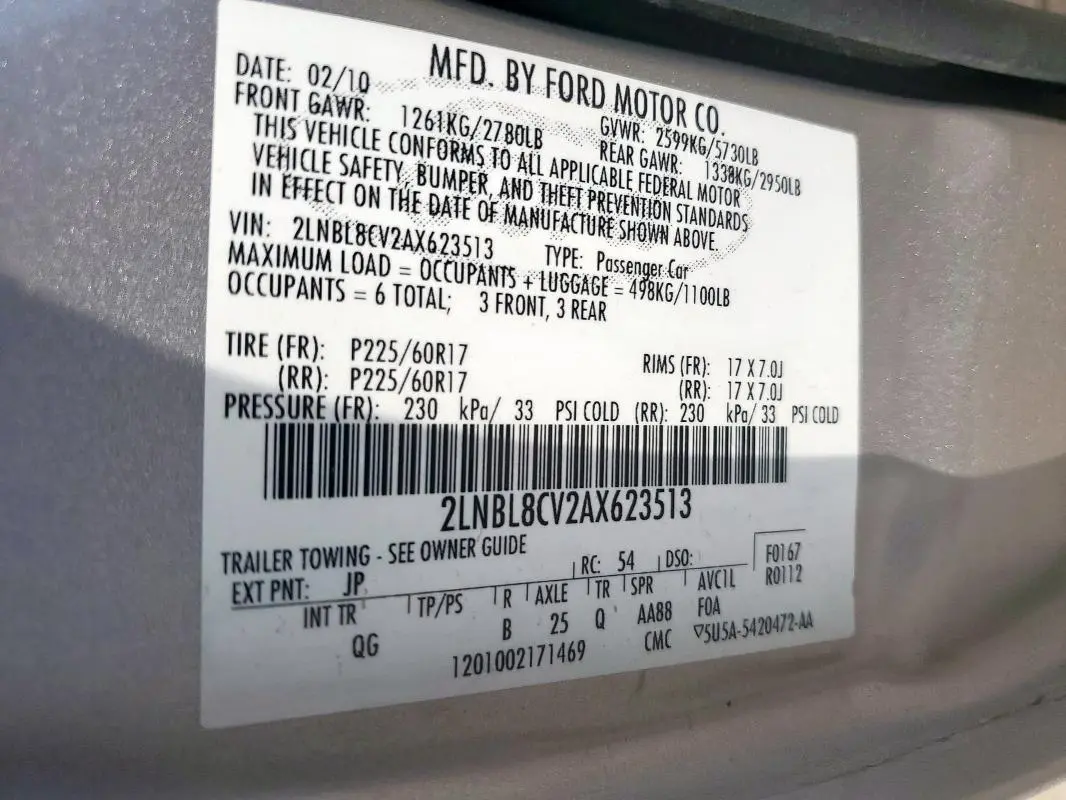 MFD. BY FORD MOTOR CO.
DATE: 02/10 GVWR: 2599KG/5730LB
FRONT GAWR: 1261KG/2780LB REAR GAWR: 1338KG/2950LB
THIS VEHICLE CONFORMS TO ALL APPLICABLE FEDERAL MOTOR
VEHICLE SAFETY, BUMPER, AND THEFT PREVENTION STANDARDS
IN EFFECT ON THE DATE OF MANUFACTURE SHOWN ABOVE.
VIN: 2LNBL8CV2AX623513 TYPE: Passenger Car
MAXIMUM LOAD = OCCUPANTS + LUGGAGE = 498KG/1100LB
OCCUPANTS = 6 TOTAL; 3 FRONT, 3 REAR
TIRE (FR): P225/60R17 RIMS (FR): 17 X 7.0J
(RR): P225/60R17 (RR): 17 X 7.0J
PRESSURE (FR): 230 kPa/ 33 PSI COLD (RR): 230 kPa/ 33 PSI COLD
2LNBL8CV2AX623513
TRAILER TOWING - SEE OWNER GUIDE
F0167
EXT PNT: JP RC: 54 DSO: R0112
INT TR TP/PS R AXLE TR SPR AVC1L
QG B 25 Q AA88 FOA
1201002171469 CMC ▽5U5A-5420472-AA